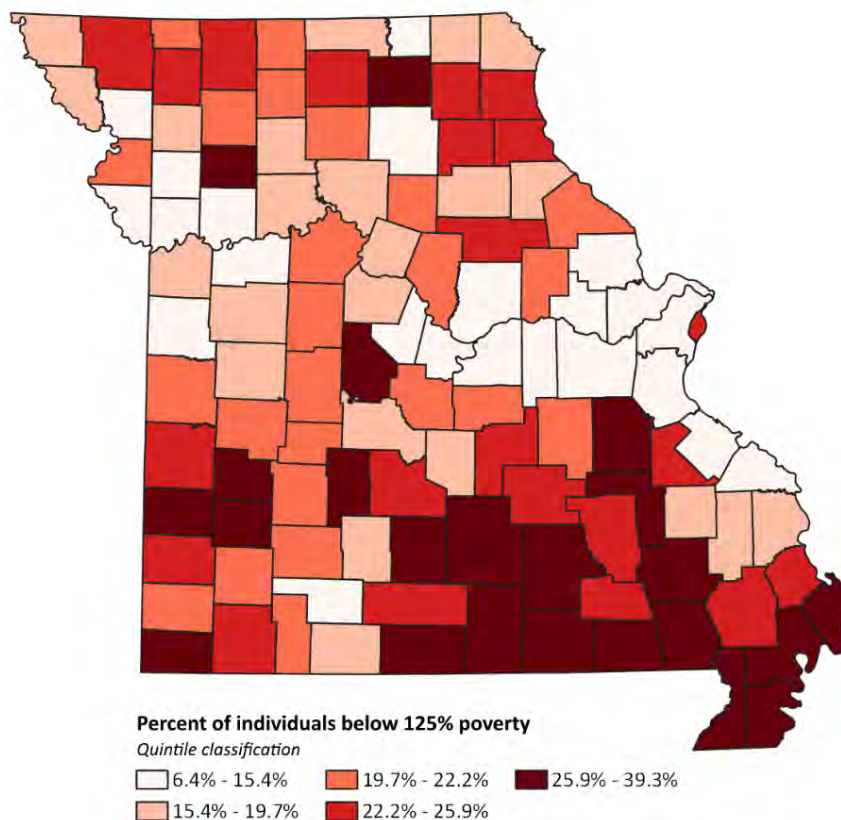 Percent of individuals below 125% poverty
Quintile classification
6.4% - 15.4% 19.7% - 22.2% 25.9% - 39.3%
15.4% - 19.7% 22.2% - 25.9%